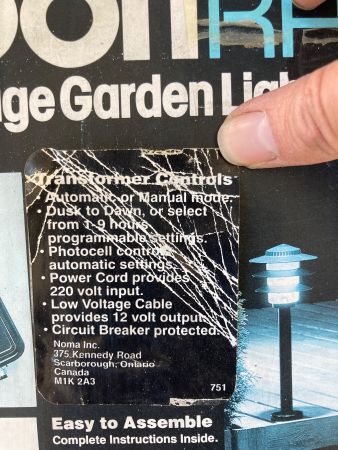 age Garden Lig
Transformer Controls
• Automatic or Manual mode.
• Dusk to Dawn, or select
from 1-9 hours
programmable settings.
• Photocell controls
automatic settings.
• Power Cord provides
220 volt input.
• Low Voltage Cable
provides 12 volt output.
• Circuit Breaker protected.
Noma Inc.
375 Kennedy Road
Scarborough, Ontario
Canada
M1K 2A3
751
Easy to Assemble
Complete Instructions Inside.